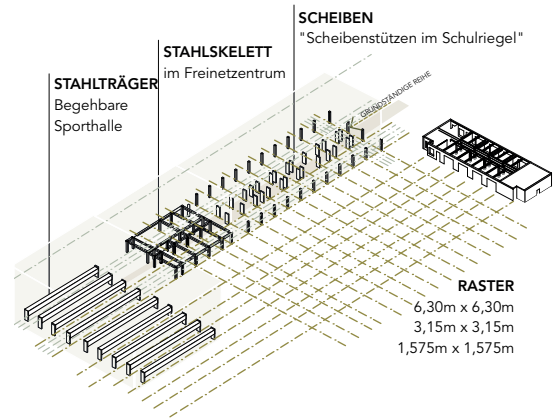 SCHEIBEN
"Scheibenstützen im Schulriegel"
STAHLSKELETT
im Freinetzentrum
STAHLTRÄGER
Begehbare
Sporthalle
GRÜNSTÄNDIGE REIHE
RASTER
6,30m x 6,30m
3,15m x 3,15m
1,575m x 1,575m